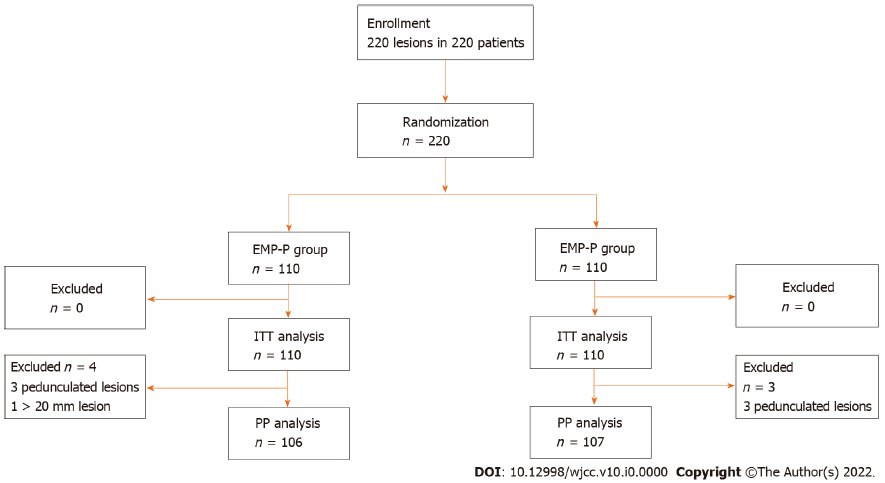 Enrollment
220 lesions in 220 patients
Randomization
n = 220
EMP-P group
n = 110
EMP-P group
n = 110
Excluded
n = 0
Excluded
n = 0
ITT analysis
n = 110
ITT analysis
n = 110
Excluded n = 4
3 pedunculated lesions
1 > 20 mm lesion
Excluded
n = 3
3 pedunculated lesions
PP analysis
n = 106
PP analysis
n = 107
DOI: 10.12998/wjcc.v10.i0.0000 Copyright ©The Author(s) 2022.